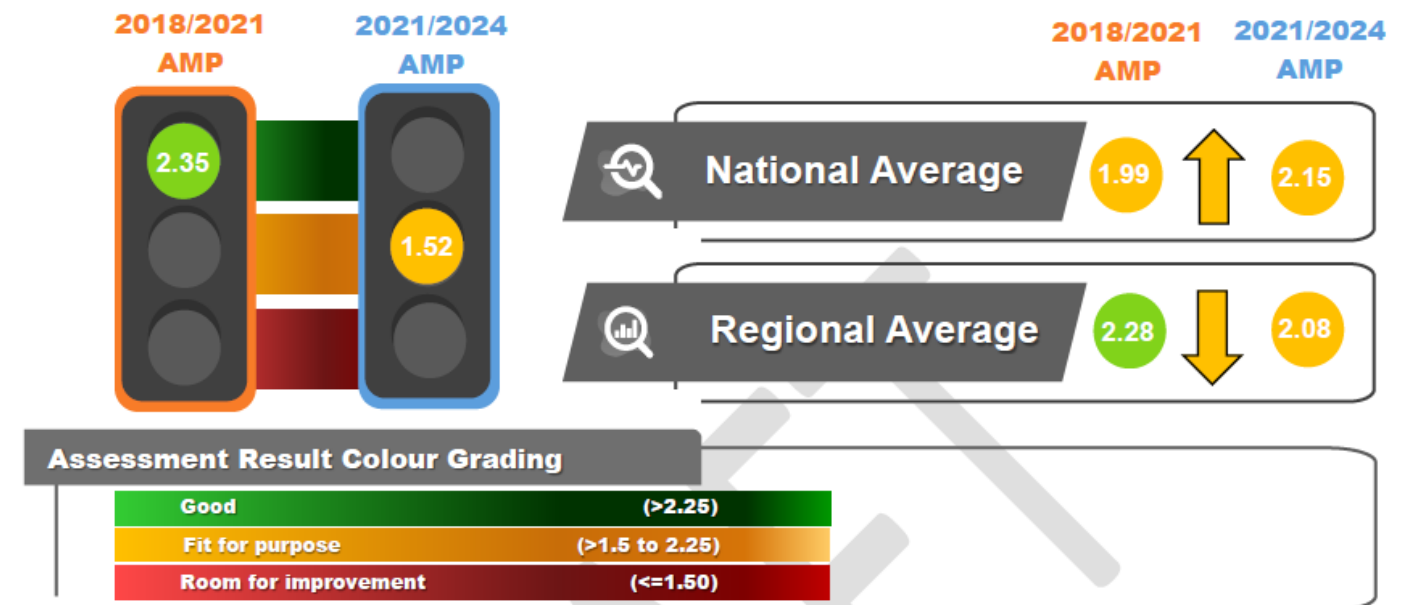 2018/2021
AMP
2021/2024
AMP
2.35
1.52
2018/2021
AMP
2021/2024
AMP
National Average
1.99
2.15
Regional Average
2.28
2.08
Assessment Result Colour Grading
Good (>2.25)
Fit for purpose (>1.5 to 2.25)
Room for improvement (<=1.50)